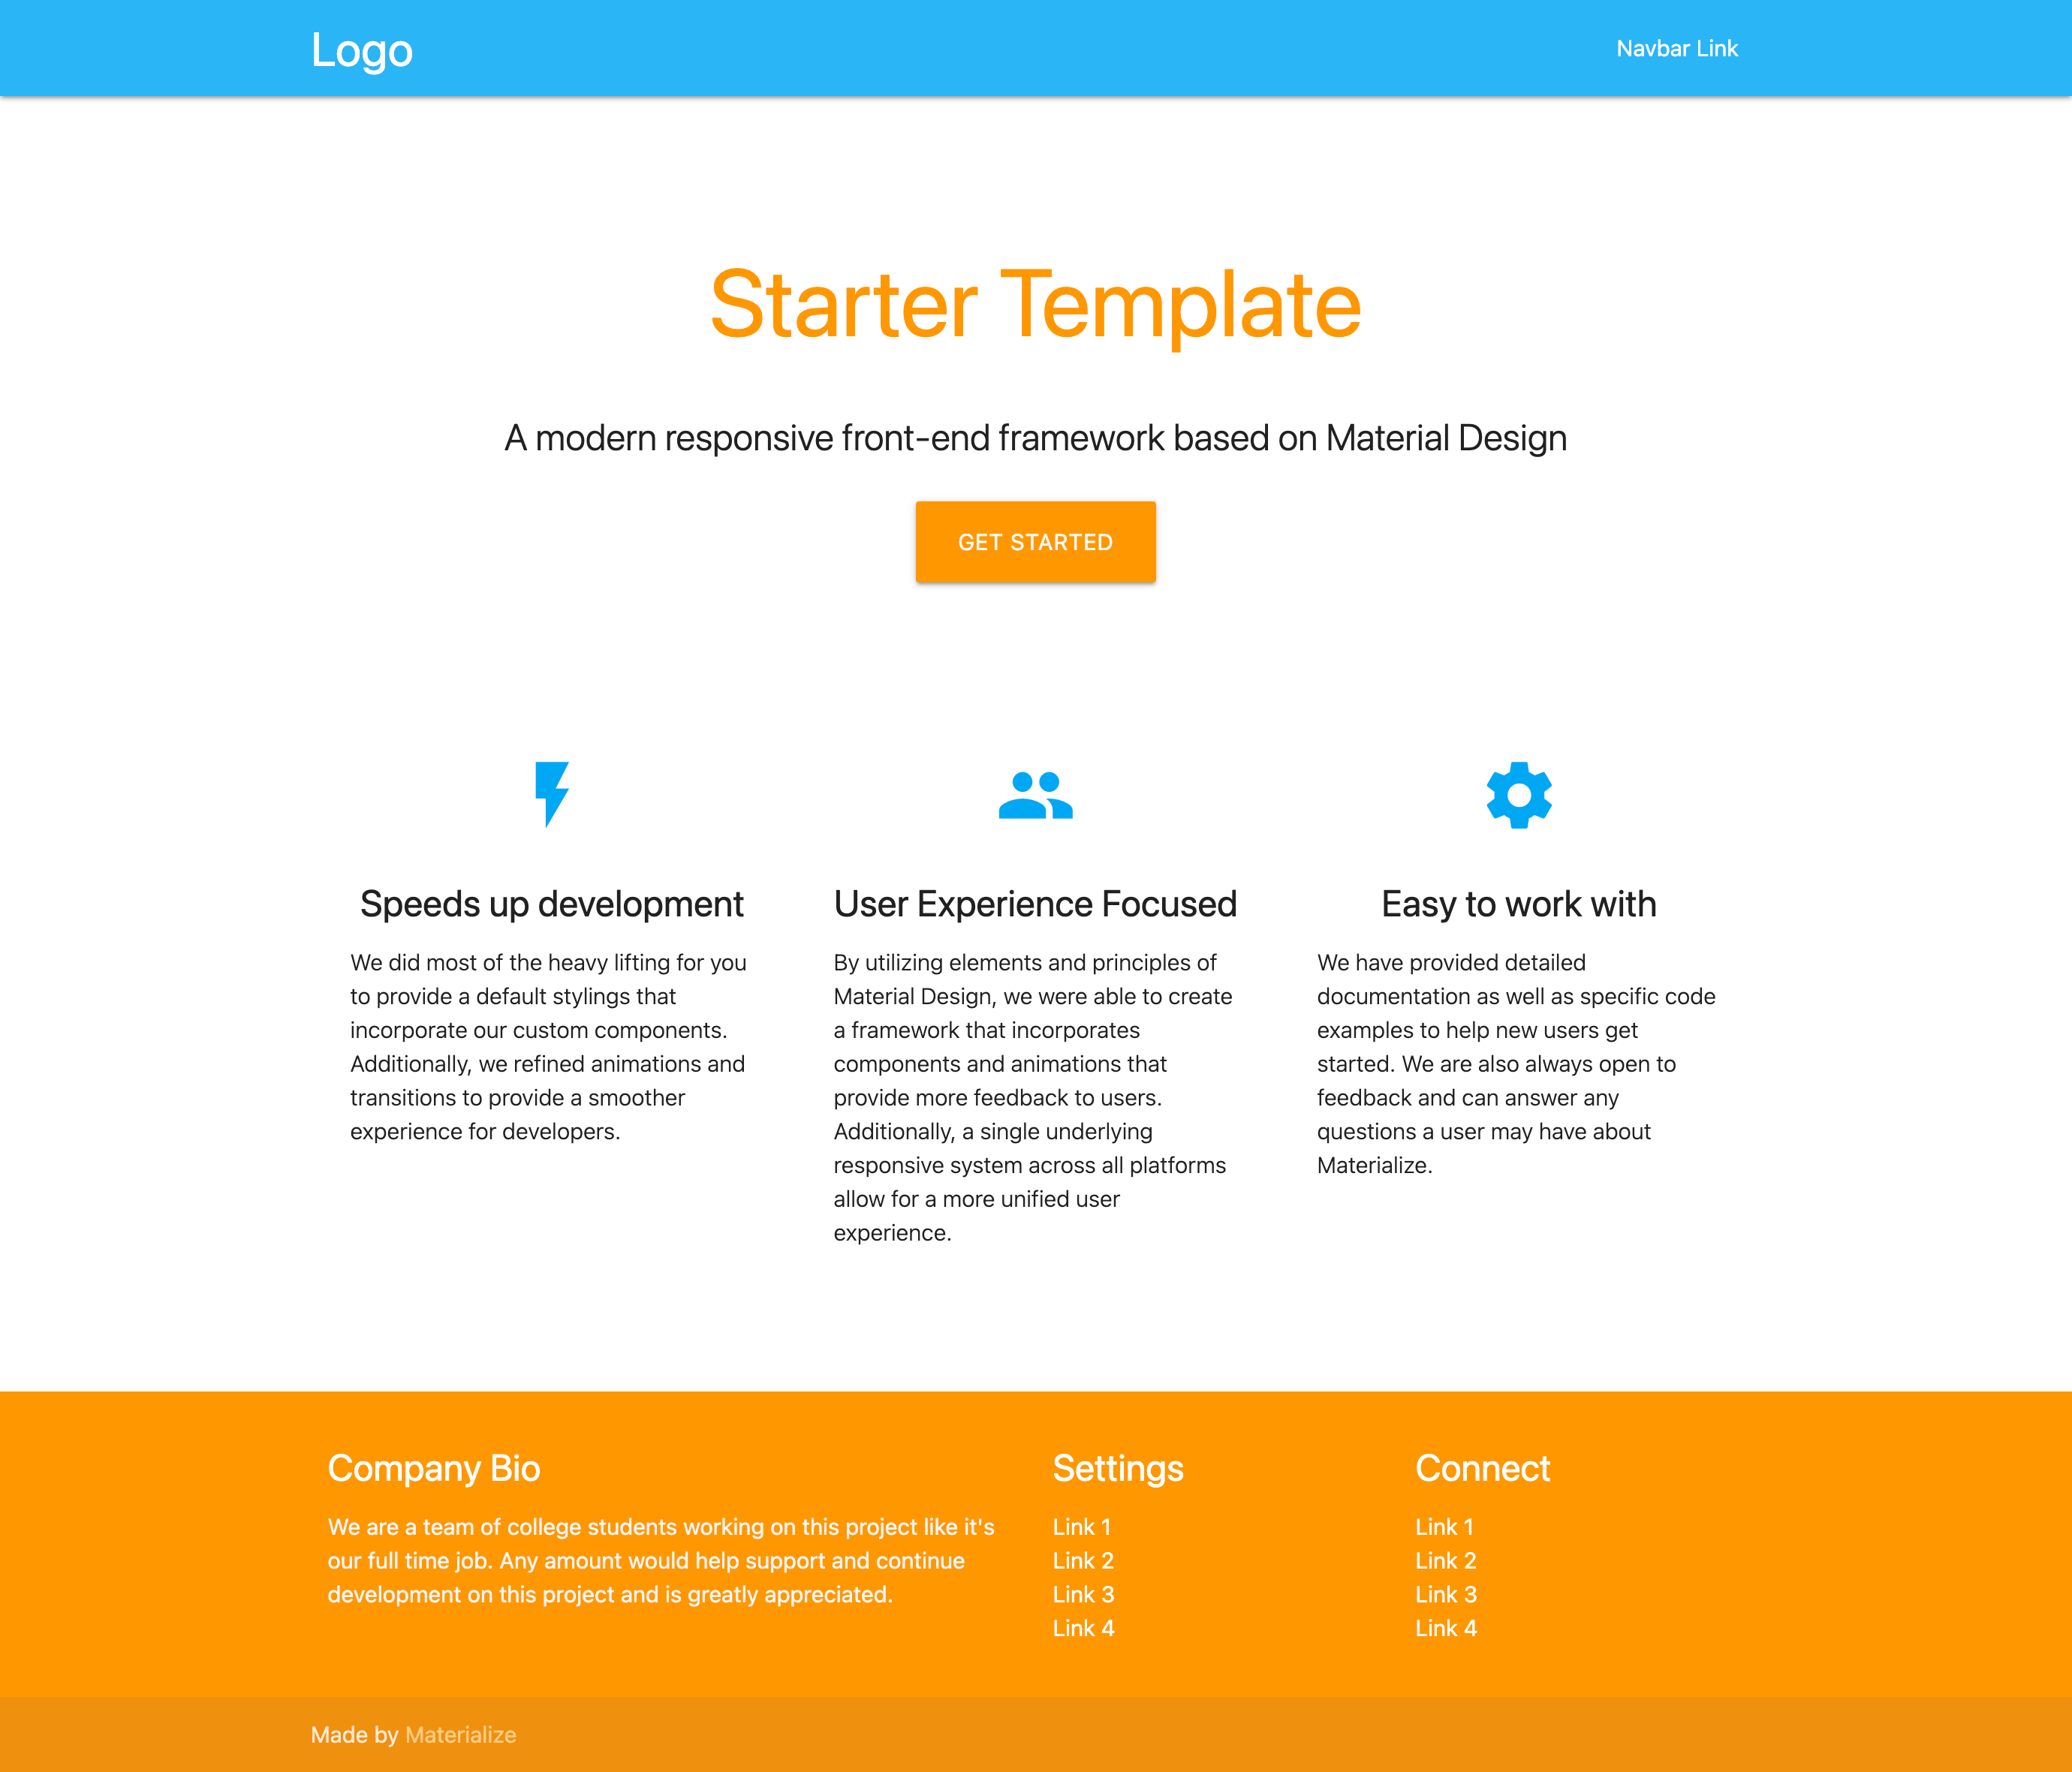 Logo
Navbar Link
Starter Template
A modern responsive front-end framework based on Material Design
GET STARTED
Speeds up development
We did most of the heavy lifting for you
to provide a default stylings that
incorporate our custom components.
Additionally, we refined animations and
transitions to provide a smoother
experience for developers.
User Experience Focused
By utilizing elements and principles of
Material Design, we were able to create
a framework that incorporates
components and animations that
provide more feedback to users.
Additionally, a single underlying
responsive system across all platforms
allow for a more unified user
experience.
Easy to work with
We have provided detailed
documentation as well as specific code
examples to help new users get
started. We are also always open to
feedback and can answer any
questions a user may have about
Materialize.
Company Bio
We are a team of college students working on this project like it's
our full time job. Any amount would help support and continue
development on this project and is greatly appreciated.
Settings
Link 1
Link 2
Link 3
Link 4
Connect
Link 1
Link 2
Link 3
Link 4
Made by Materialize